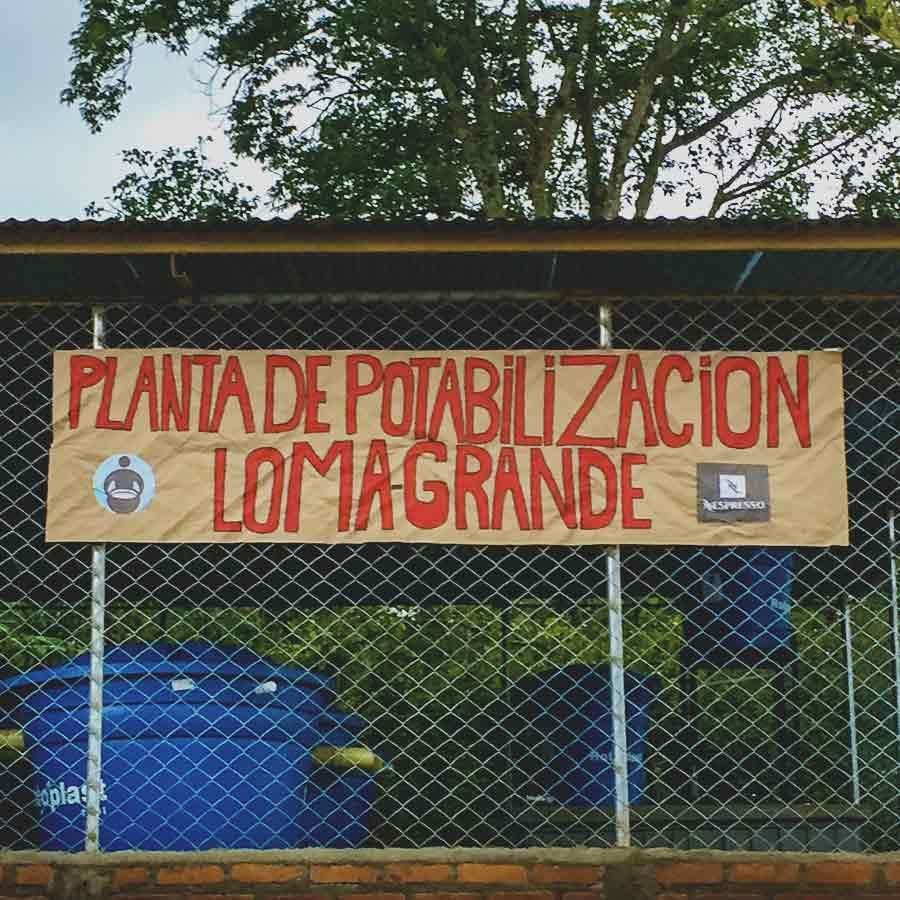 PLANTA DE POTABILIZACION
LOMAGRANDE
NESPRESSO